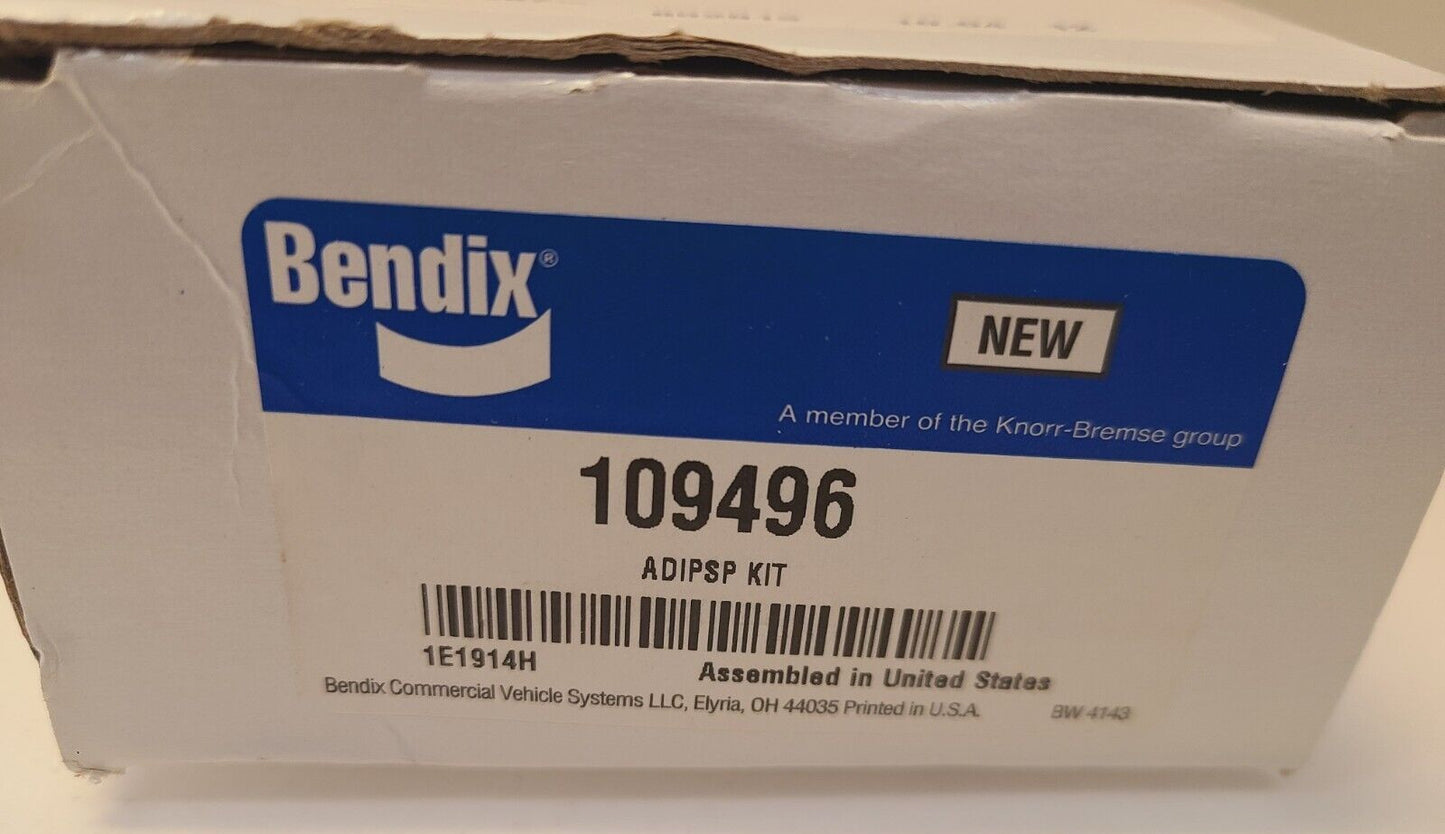 Bendix®
NEW
A member of the Knorr-Bremse group
109496
ADIPSP KIT
1E1914H
Assembled in United States
Bendix Commercial Vehicle Systems LLC, Elyria, OH 44035 Printed in U.S.A.
BW 4143